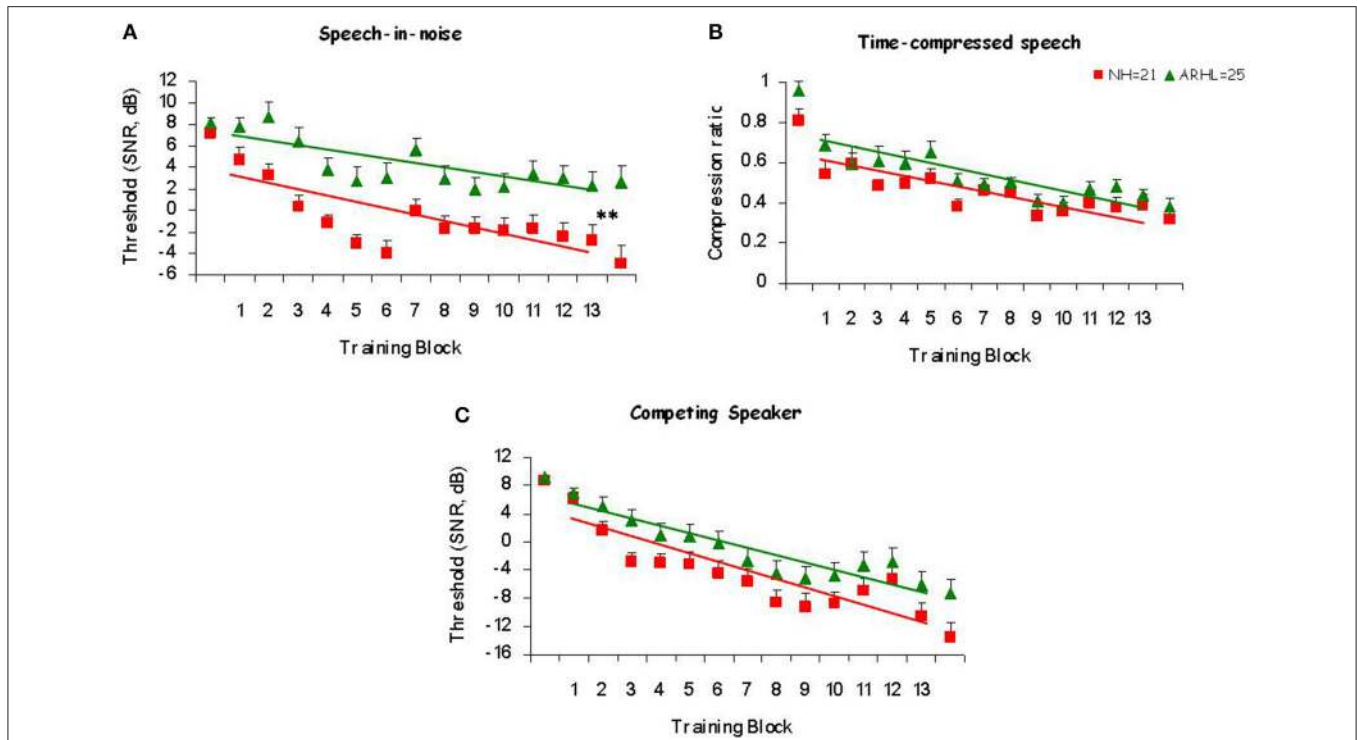 A
Speech-in-noise
Threshold (SNR, dB)
12
10
8
6
4
2
0
-2
-4
-6
**
1 2 3 4 5 6 7 8 9 10 11 12 13
Training Block
B
Time-compressed speech
NH=21 ARHL=25
Compression ratio
1
0.8
0.6
0.4
0.2
0
1 2 3 4 5 6 7 8 9 10 11 12 13
Training Block
C
Competing Speaker
Threshold (SNR, dB)
12
8
4
0
-4
-8
-12
-16
1 2 3 4 5 6 7 8 9 10 11 12 13
Training Block